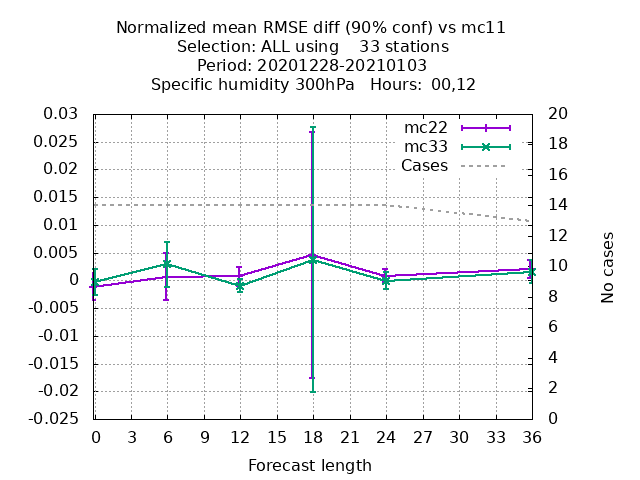 Normalized mean RMSE diff (90% conf) vs mc11
Selection: ALL using    33 stations
Period: 20201228-20210103
Specific humidity 300hPa   Hours:  00,12
mc22
mc33
Cases
0.03
0.025
0.02
0.015
0.01
0.005
0
-0.005
-0.01
-0.015
-0.02
-0.025
20
18
16
14
12
10
8
6
4
2
0
No cases
0 3 6 9 12 15 18 21 24 27 30 33 36
Forecast length